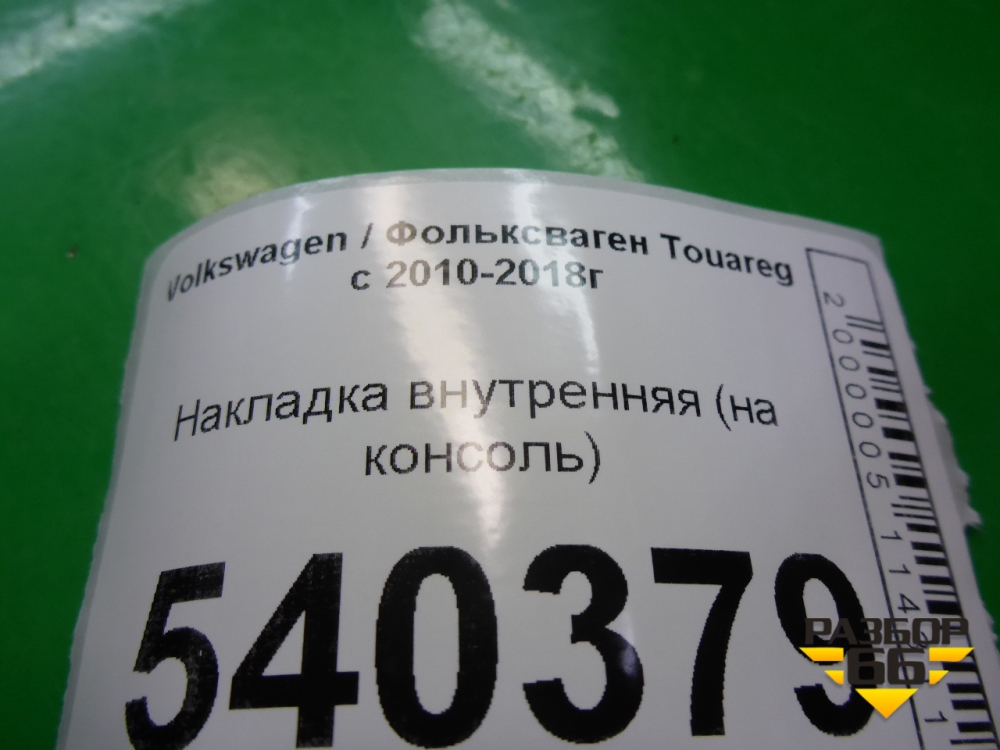 Volkswagen / Фольксваген Touareg
с 2010-2018г
Накладка внутренняя (на
консоль)
540379
РАЗБОР
66